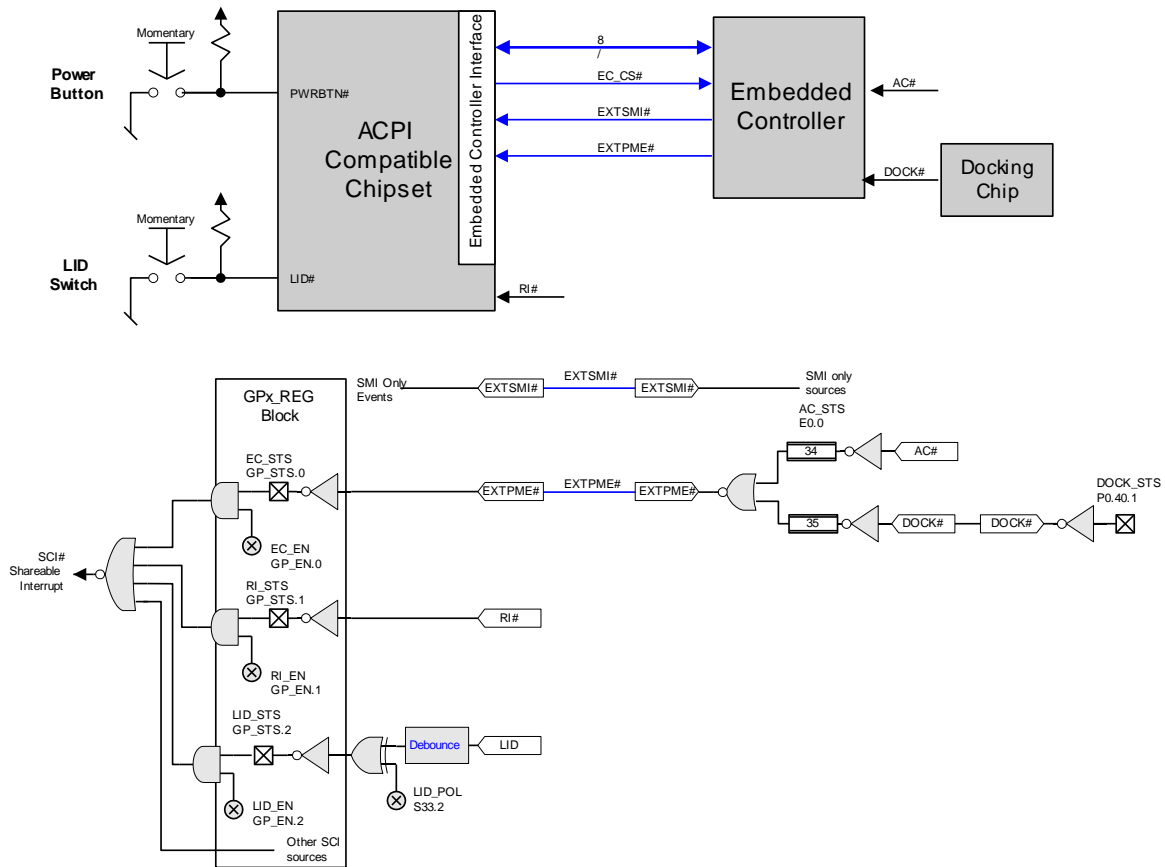 Momentary
Power
Button
PWRBTN#
ACPI
Compatible
Chipset
Embedded Controller Interface
8
/
EC_CS#
EXTSMI#
EXTPME#
Embedded
Controller
AC#
DOCK#
Docking
Chip
Momentary
LID
Switch
LID#
RI#
GPx_REG
Block
SMI Only
Events
EXTSMI#
EXTSMI#
EXTSMI#
SMI only
sources
AC_STS
E0.0
34
AC#
EC_STS
GP_STS.0
EXTPME#
EXTPME#
EXTPME#
DOCK_STS
P0.40.1
35
DOCK#
DOCK#
EC_EN
GP_EN.0
SCI#
Shareable
Interrupt
RI_STS
GP_STS.1
RI#
RI_EN
GP_EN.1
LID_STS
GP_STS.2
Debounce
LID
LID_POL
S33.2
LID_EN
GP_EN.2
Other SCI
sources